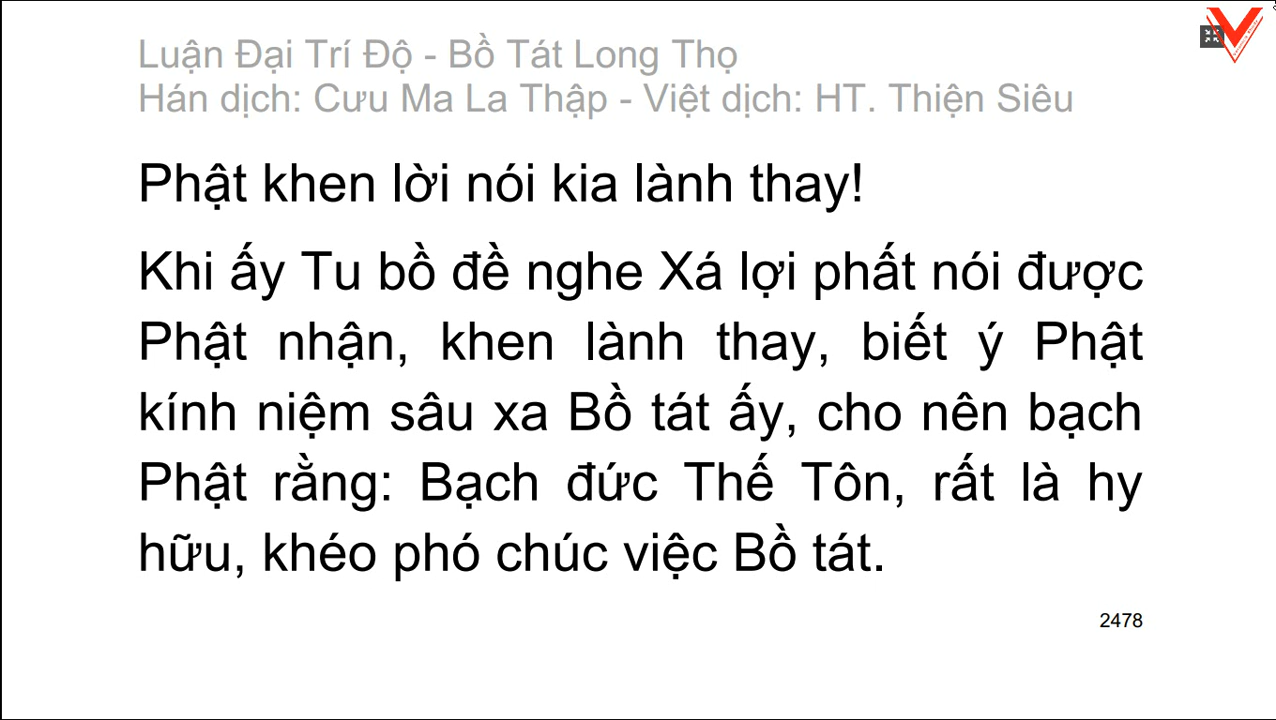 Luận Đại Trí Độ - Bồ Tát Long Thọ
Hán dịch: Cưu Ma La Thập - Việt dịch: HT. Thiện Siêu
Phật khen lời nói kia lành thay!
Khi ấy Tu bồ đề nghe Xá lợi phất nói được
Phật nhận, khen lành thay, biết ý Phật
kính niệm sâu xa Bồ tát ấy, cho nên bạch
Phật rằng: Bạch đức Thế Tôn, rất là hy
hữu, khéo phó chúc việc Bồ tát.
2478